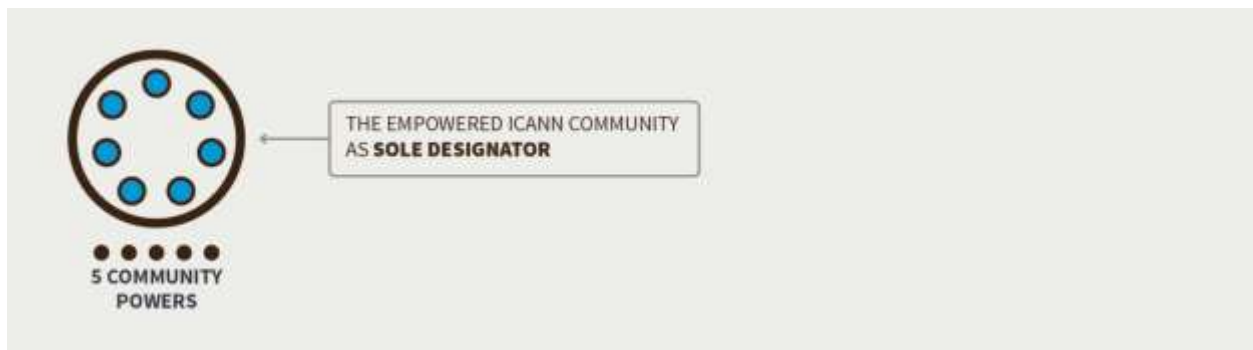 THE EMPOWERED ICANN COMMUNITY
AS SOLE DESIGNATOR
5 COMMUNITY
POWERS